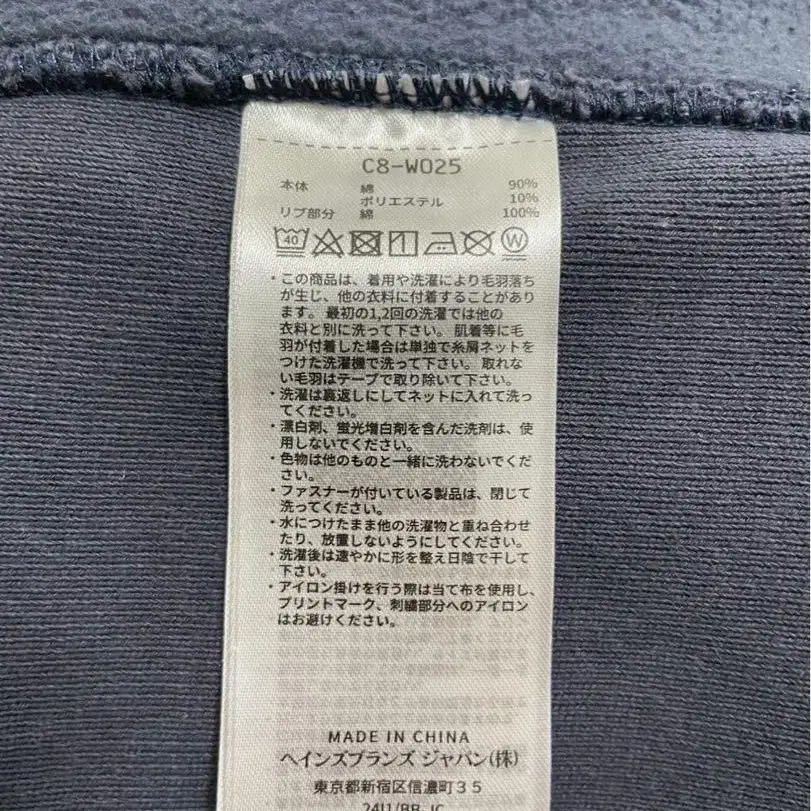 C8-W025
本体 綿 90%
ポリエステル 10%
リブ部分 綿 100%
40 W
・この商品は、着用や洗濯により毛羽落ち
が生じ、他の衣料に付着することがあり
ます。最初の1,2回の洗濯では他の
衣料と別に洗って下さい。肌着等に毛
羽が付着した場合は単独で糸屑ネットを
つけた洗濯機で洗って下さい。取れな
い毛羽はテープで取り除いて下さい。
・洗濯は裏返しにしてネットに入れて洗っ
てください。
・漂白剤、蛍光増白剤を含んだ洗剤は、使
用しないでください。
・色物は他のものと一緒に洗わないでくだ
さい。
・ファスナーが付いている製品は、閉じて
洗ってください。
・水につけたまま他の洗濯物と重ね合わせ
たり、放置しないようにしてください。
・洗濯後は速やかに形を整え日陰で干して
下さい。
・アイロン掛けを行う際は当て布を使用し、
プリントマーク、刺繍部分へのアイロン
はお避けください。
MADE IN CHINA
ヘインズブランズ ジャパン(株)
東京都新宿区信濃町35